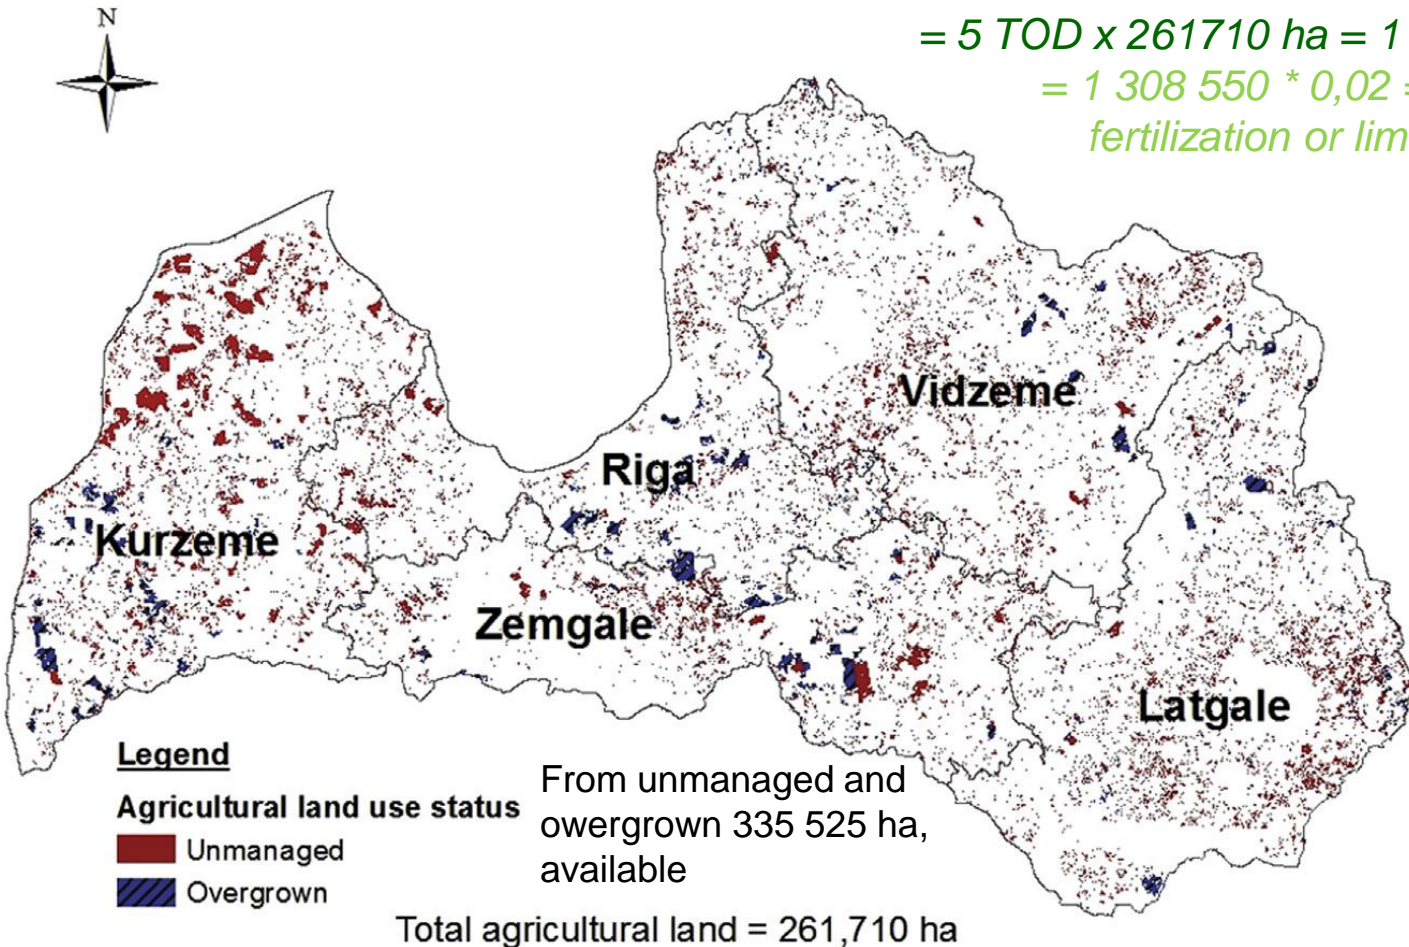 N
= 5 TOD x 261710 ha = 1
= 1 308 550 * 0,02 =
fertilization or lim
Vidzeme
Riga
Kurzeme
Zemgale
Latgale
Legend
Agricultural land use status
Unmanaged
Overgrown
From unmanaged and
owergrown 335 525 ha,
available
Total agricultural land = 261,710 ha